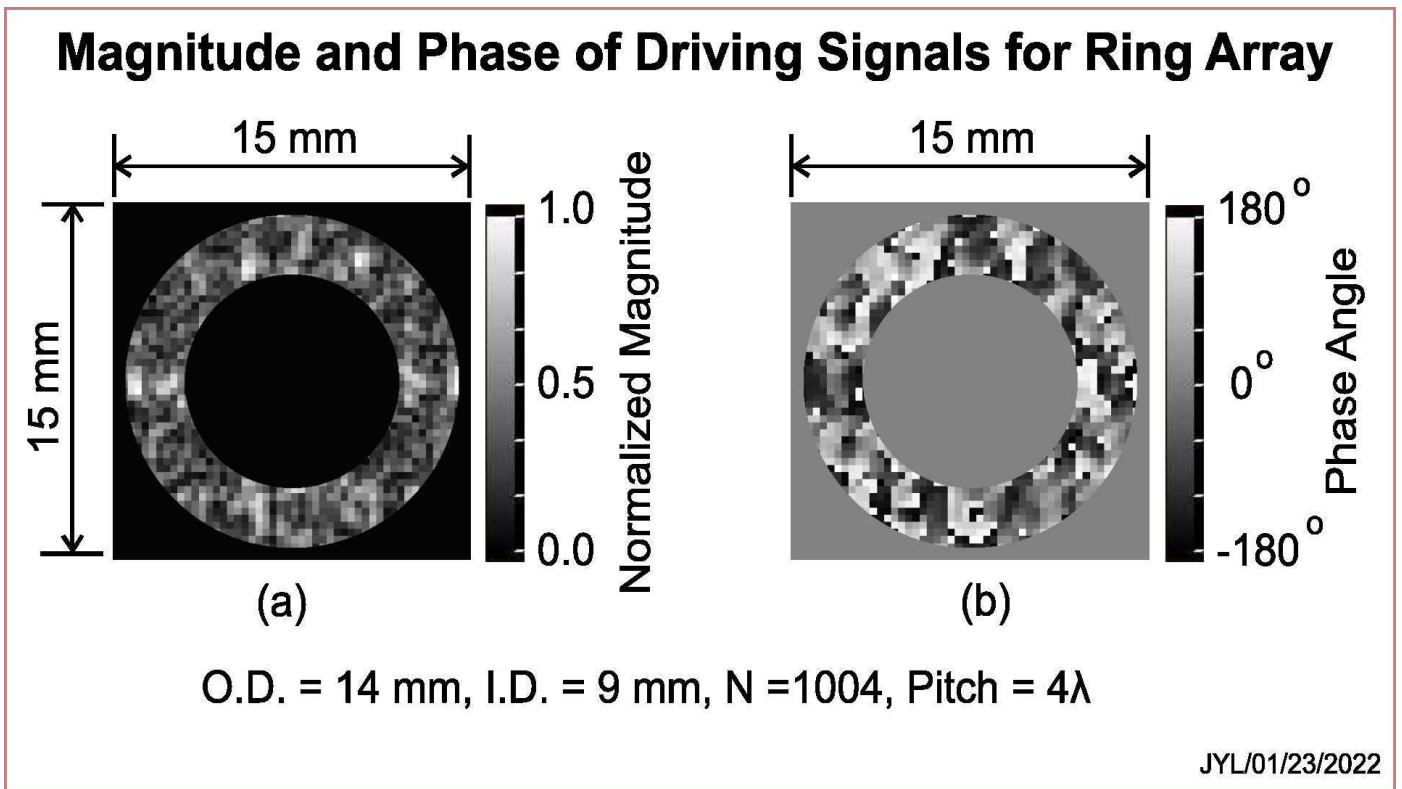 Magnitude and Phase of Driving Signals for Ring Array
15 mm
15 mm
1.0
0.5
0.0
Normalized Magnitude
(a)
15 mm
180°
0°
-180°
Phase Angle
(b)
O.D. = 14 mm, I.D. = 9 mm, N =1004, Pitch = 4λ
JYL/01/23/2022